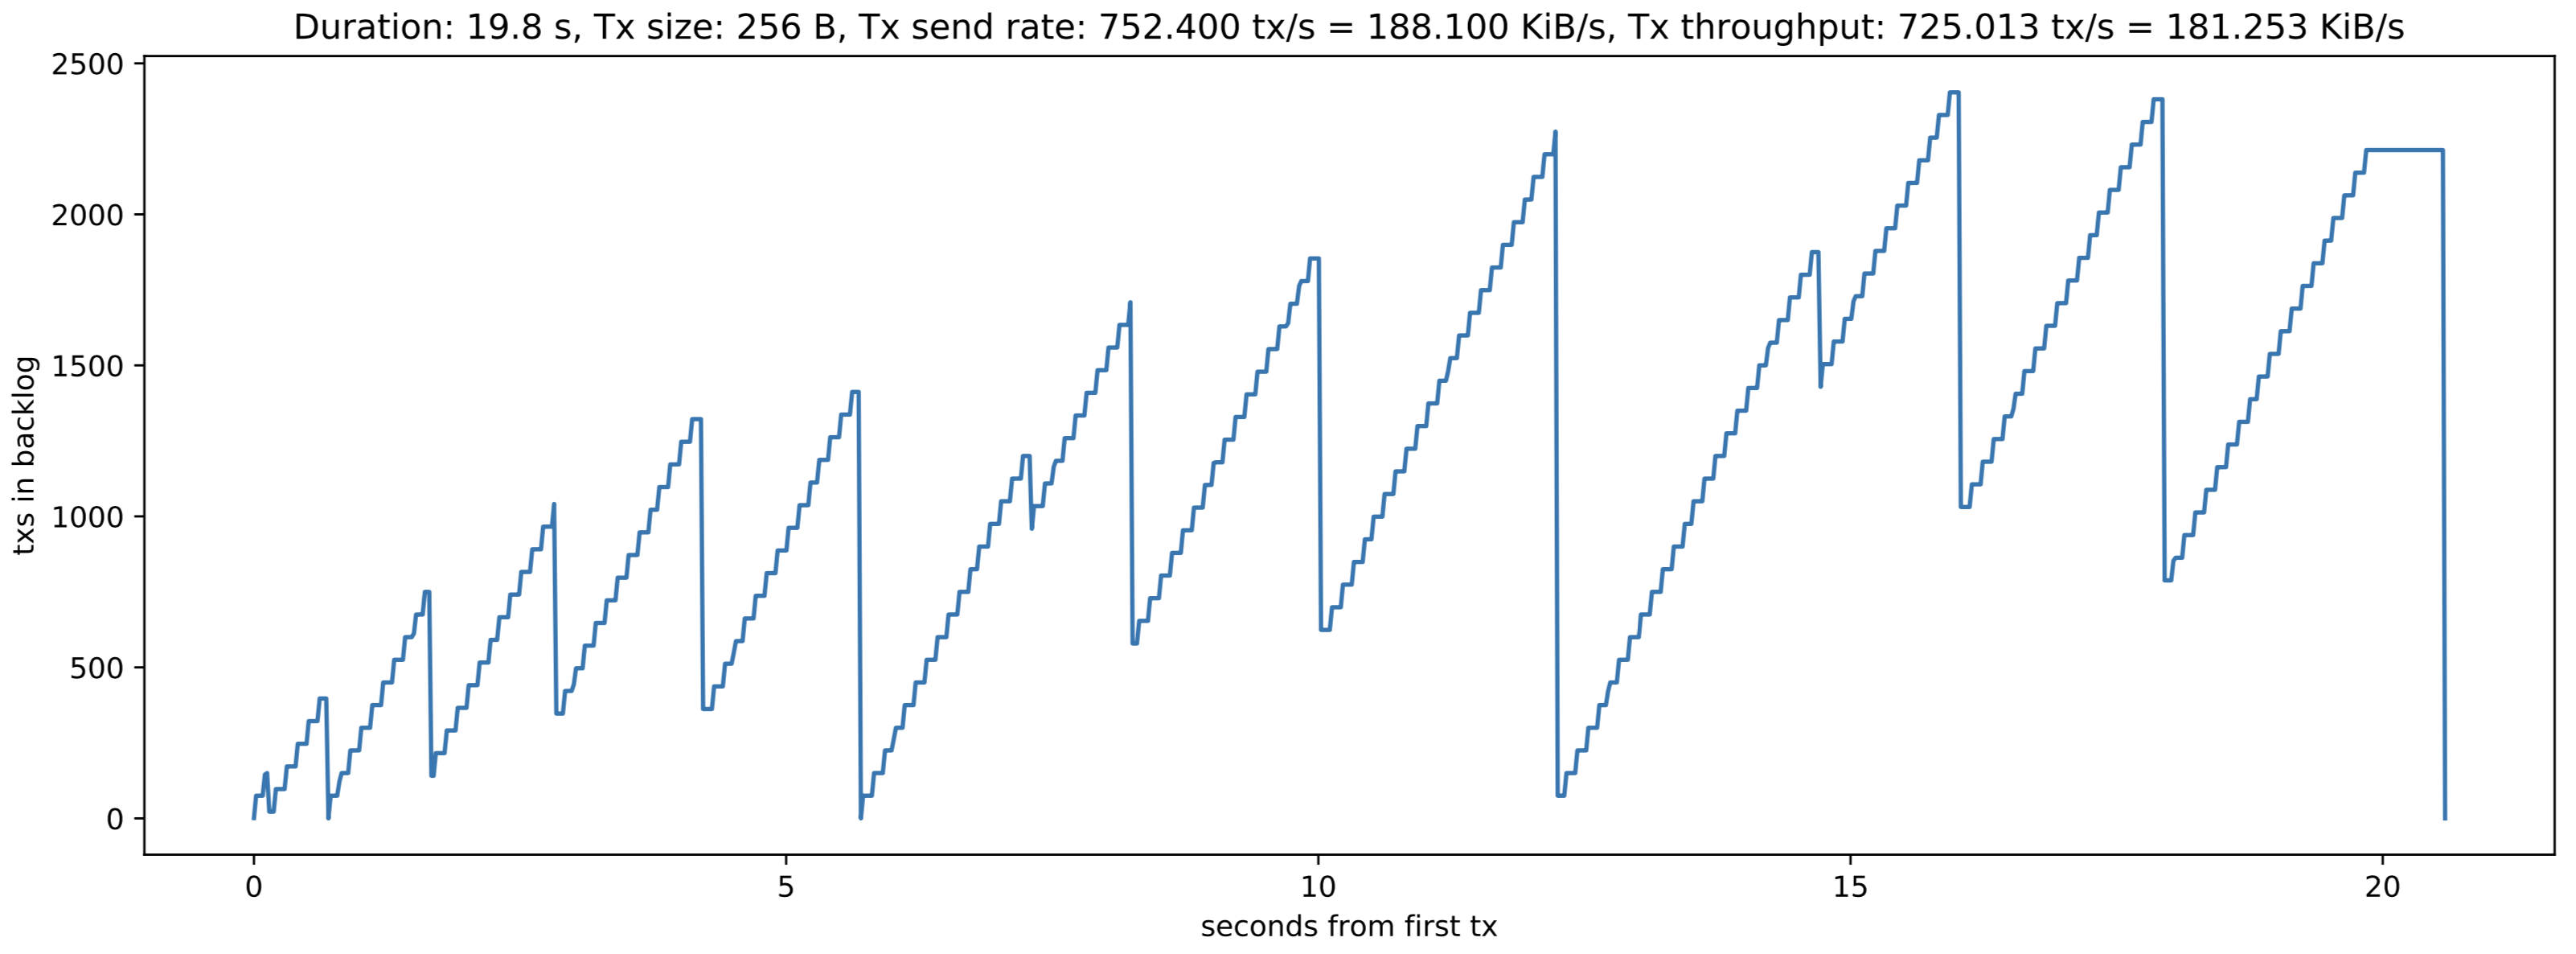 Duration: 19.8 s, Tx size: 256 B, Tx send rate: 752.400 tx/s = 188.100 KiB/s, Tx throughput: 725.013 tx/s = 181.253 KiB/s
2500
2000
1500
1000
500
0
txs in backlog
0 5 10 15 20
seconds from first tx